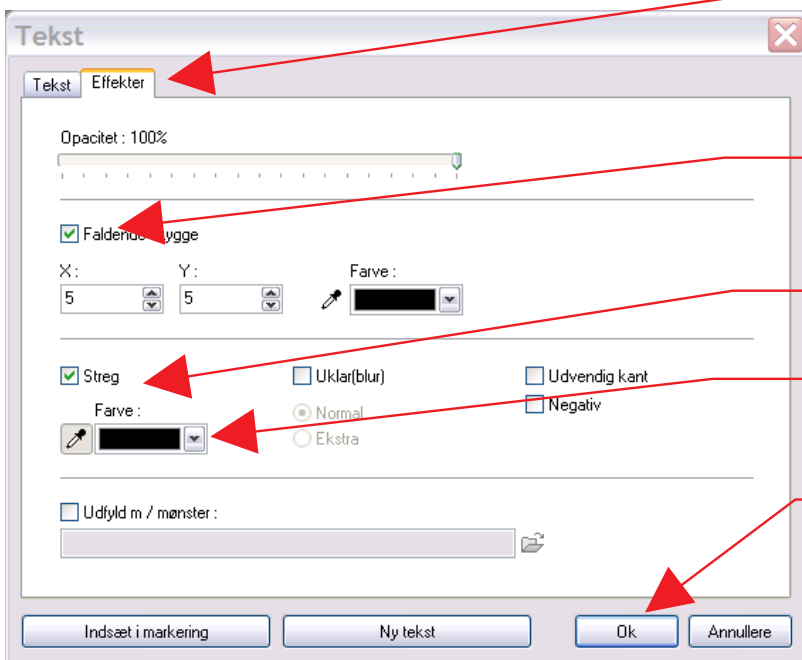 Tekst
Tekst Effekter
Opacitet : 100%
Faldende ygge
X : Y : Farve :
5 5
Streg Uklar(blur) Udvendig kant
Farve : Normal Negativ
Ekstra
Udfyld m / mønster :
Indsæt i markering Ny tekst Ok Annullere